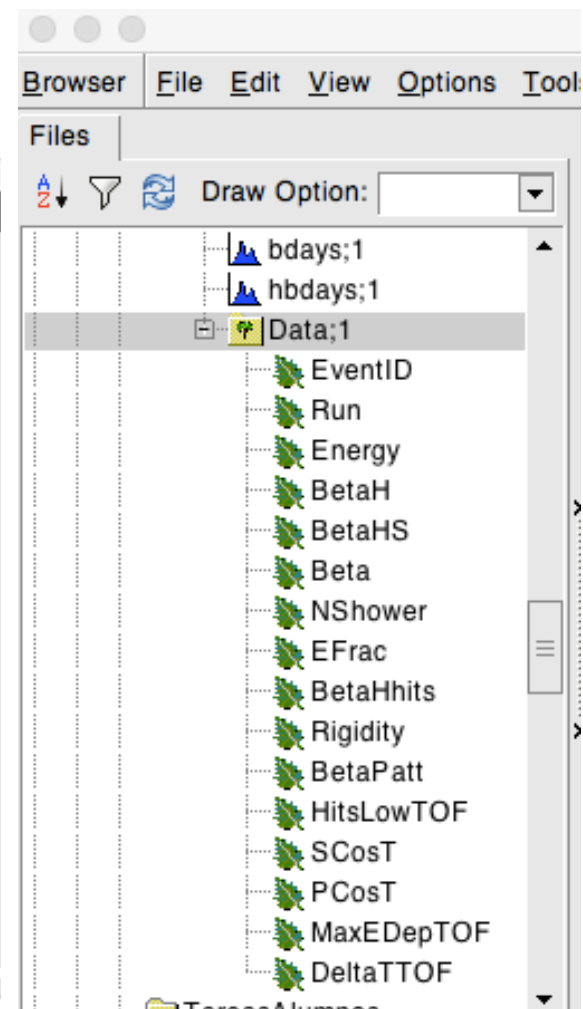 Browser File Edit View Options Tools
Files
Draw Option:
bdays;1
hbdays;1
Data;1
EventID
Run
Energy
BetaH
BetaHS
Beta
NShower
EFrac
BetaHhits
Rigidity
BetaPatt
HitsLowTOF
SCosT
PCosT
MaxEDepTOF
DeltaTTOF